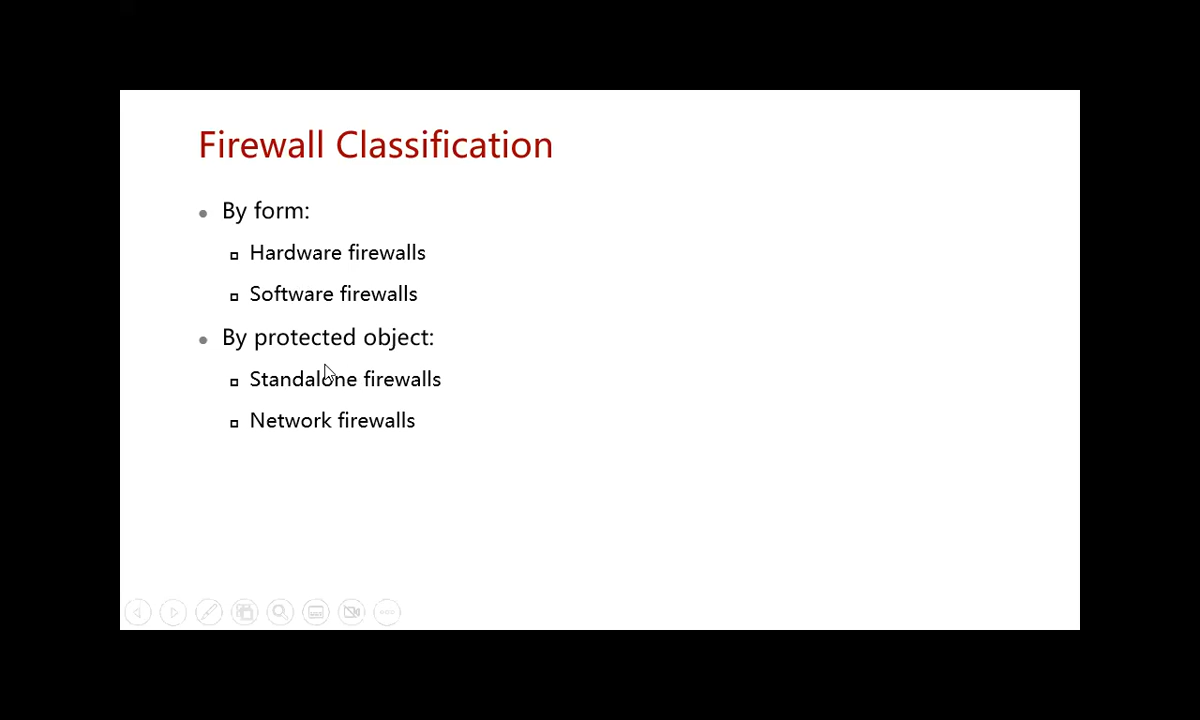 Firewall Classification
By form:
Hardware firewalls
Software firewalls
By protected object:
Standalone firewalls
Network firewalls